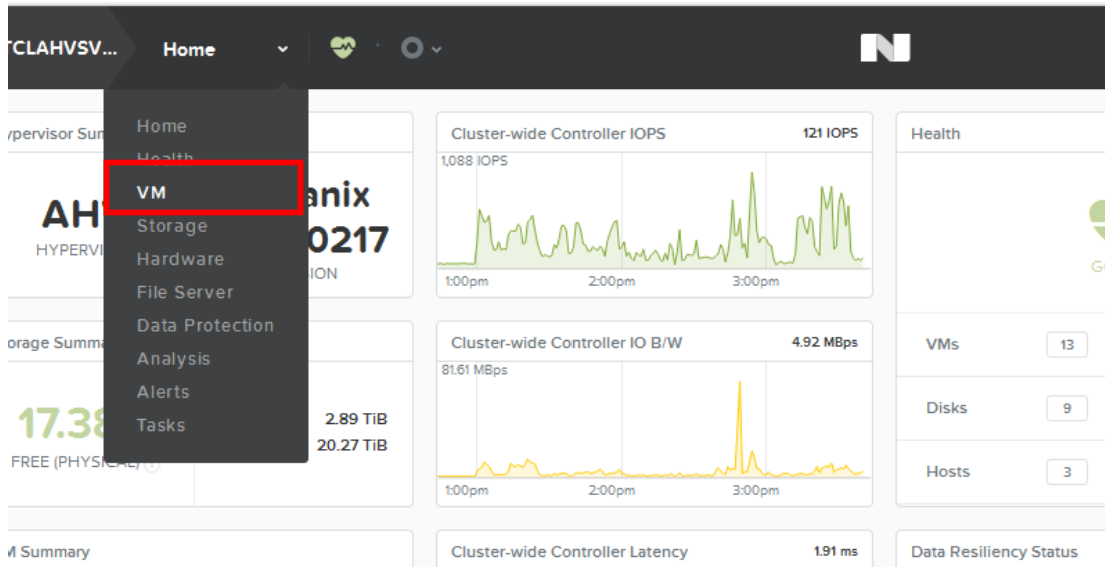 TCLAHVSV...
Home
Home
Health
VM
Storage
Hardware
File Server
Data Protection
Analysis
Alerts
Tasks
ypervisor Sum
AH
HYPERVI
anix
0217
ION
orage Summa
17.38
FREE (PHYSICAL)
2.89 TiB
20.27 TiB
M Summary
Cluster-wide Controller IOPS 121 IOPS
1,088 IOPS
1:00pm 2:00pm 3:00pm
Cluster-wide Controller IO B/W 4.92 MBps
81.61 MBps
1:00pm 2:00pm 3:00pm
Cluster-wide Controller Latency 1.91 ms
Health
G
VMs 13
Disks 9
Hosts 3
Data Resiliency Status